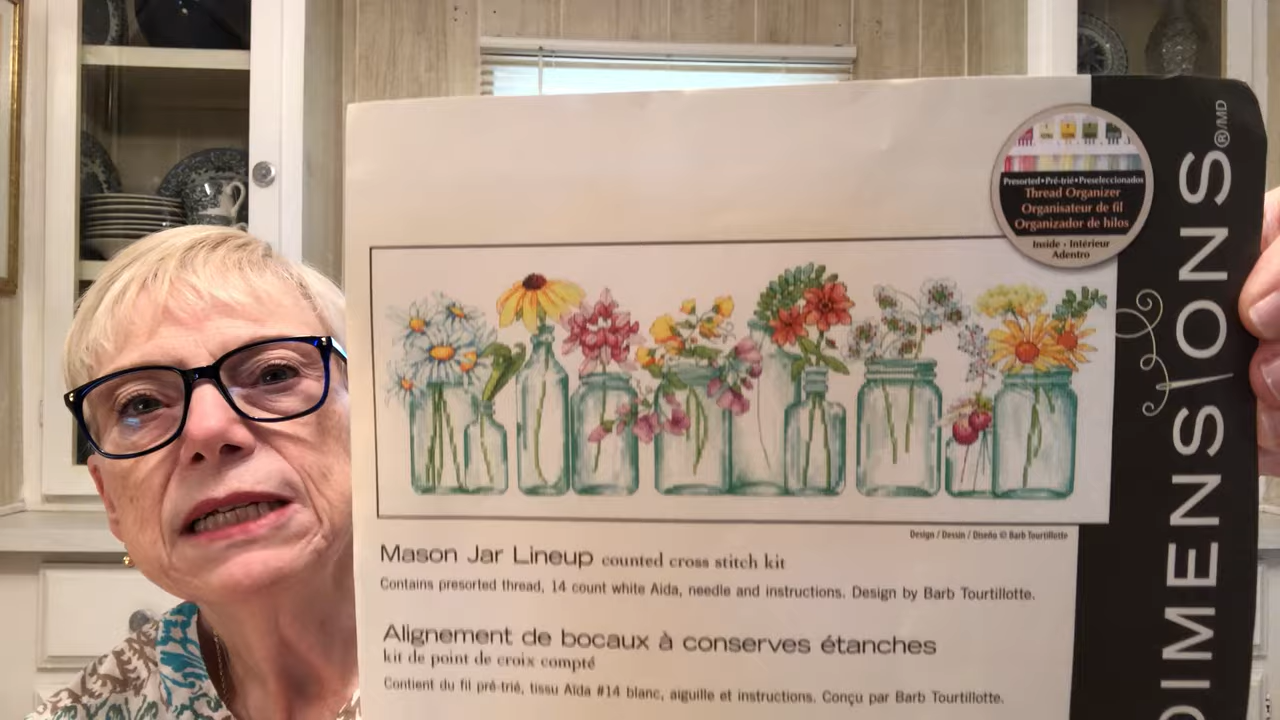 Presorted•Pré-trié•Preseleccionados
Thread Organizer
Organisateur de fil
Organizador de hilos
Inside • Intérieur
Adentro
DIMENSIONS®/MD
Design / Dessin / Diseño © Barb Tourtillotte
Mason Jar Lineup counted cross stitch kit
Contains presorted thread, 14 count white Aida, needle and instructions. Design by Barb Tourtillotte.
Alignement de bocaux à conserves étanches
kit de point de croix compté
Contient du fil pré-trié, tissu Aida #14 blanc, aiguille et instructions. Conçu par Barb Tourtillotte.